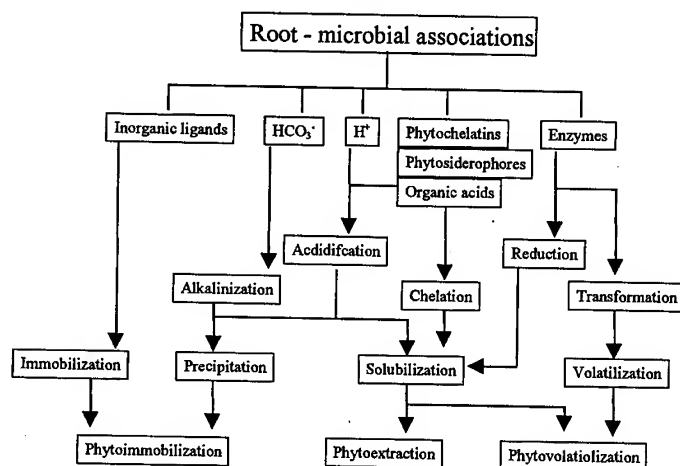 Root - microbial associations
Inorganic ligands
HCO₃⁻
H⁺
Phytochelatins
Enzymes
Phytosiderophores
Organic acids
Acdidifcation
Reduction
Alkalinization
Chelation
Transformation
Immobilization
Precipitation
Solubilization
Volatilization
Phytoimmobilization
Phytoextraction
Phytovolatiolization